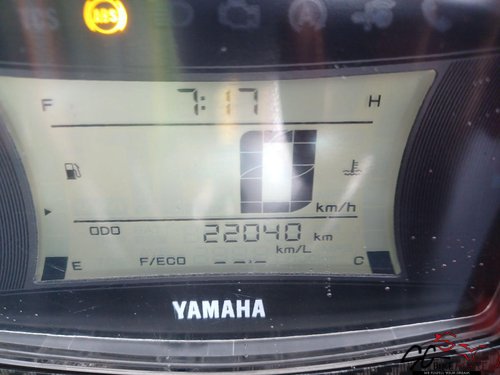 ABS
F 7:17 H
0 km/h
ODO 22040 km
km/L
E F/ECO --.- C
YAMAHA